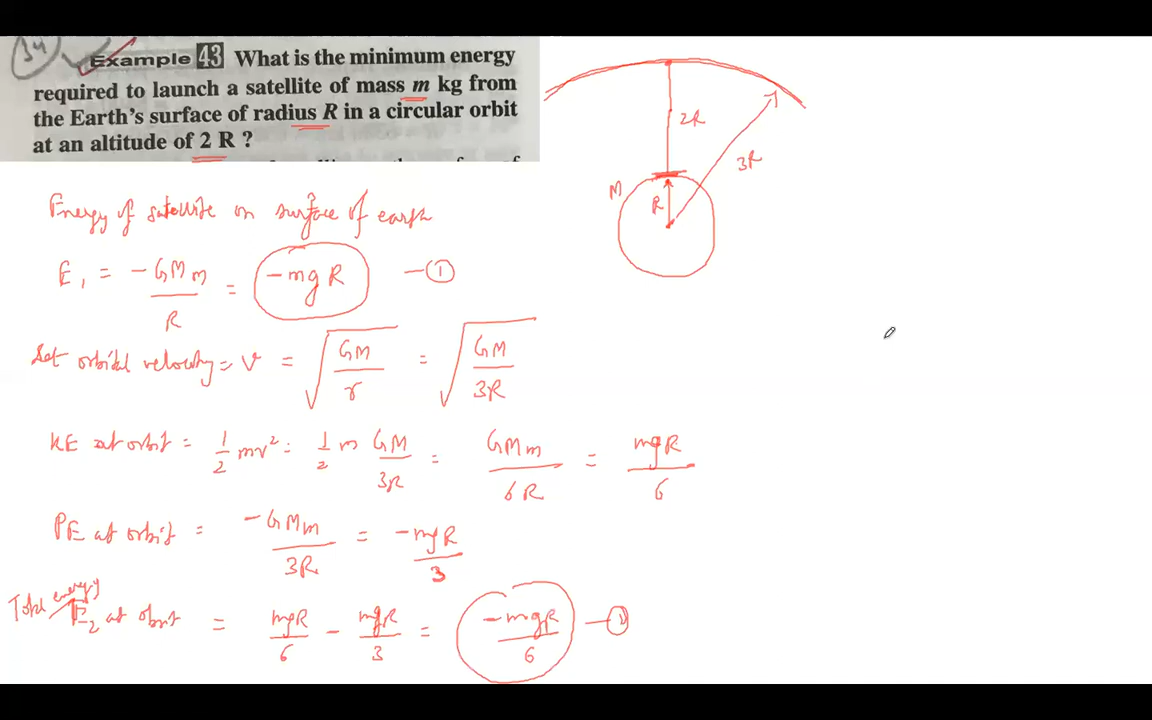 34
Example 43 What is the minimum energy
required to launch a satellite of mass m kg from
the Earth's surface of radius R in a circular orbit
at an altitude of 2 R ?
2R
3R
M
R
Energy of satellite on surface of earth
E₁ = -GMm/R = -mgR —①
Set orbital velocity = V = √(GM/r) = √(GM/3R)
KE at orbit = 1/2 mv² = 1/2 m GM/3R = GMm/6R = mgR/6
PE at orbit = -GMm/3R = -mgR/3
Total energy
E₂ at obrit = mgR/6 - mgR/3 = -mgR/6 —②